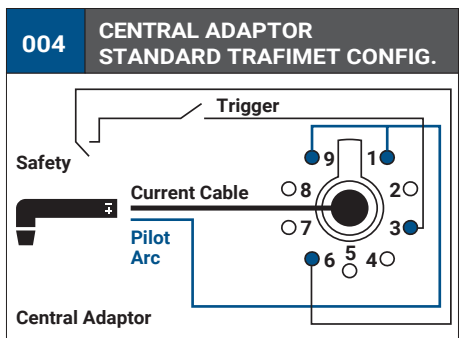 004
CENTRAL ADAPTOR
STANDARD TRAFIMET CONFIG.
Trigger
Safety
9 1
8 2
Current Cable
7 3
Pilot
Arc
6 5 4
Central Adaptor